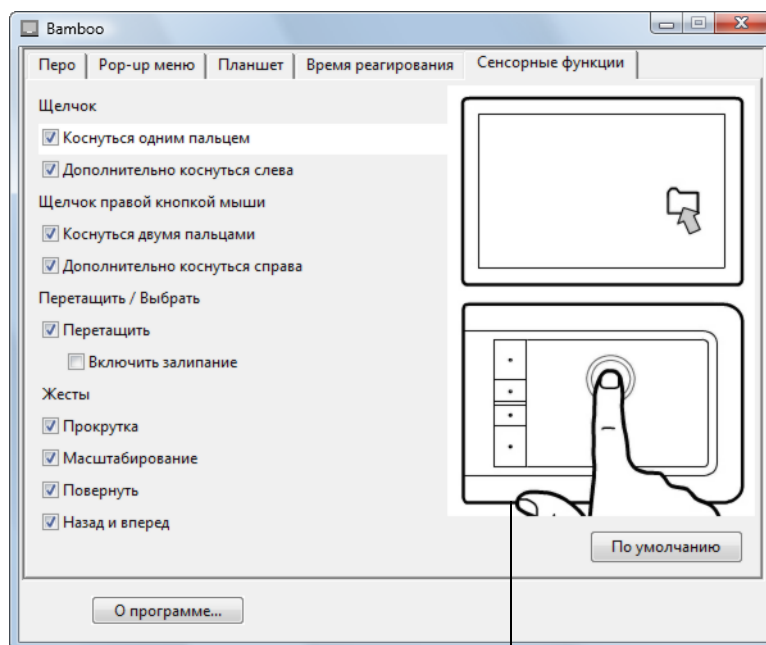 Bamboo
Перо Pop-up меню Планшет Время реагирования Сенсорные функции
Щелчок
Коснуться одним пальцем
Дополнительно коснуться слева
Щелчок правой кнопкой мыши
Коснуться двумя пальцами
Дополнительно коснуться справа
Перетащить / Выбрать
Перетащить
Включить залипание
Жесты
Прокрутка
Масштабирование
Повернуть
Назад и вперед
По умолчанию
О программе...